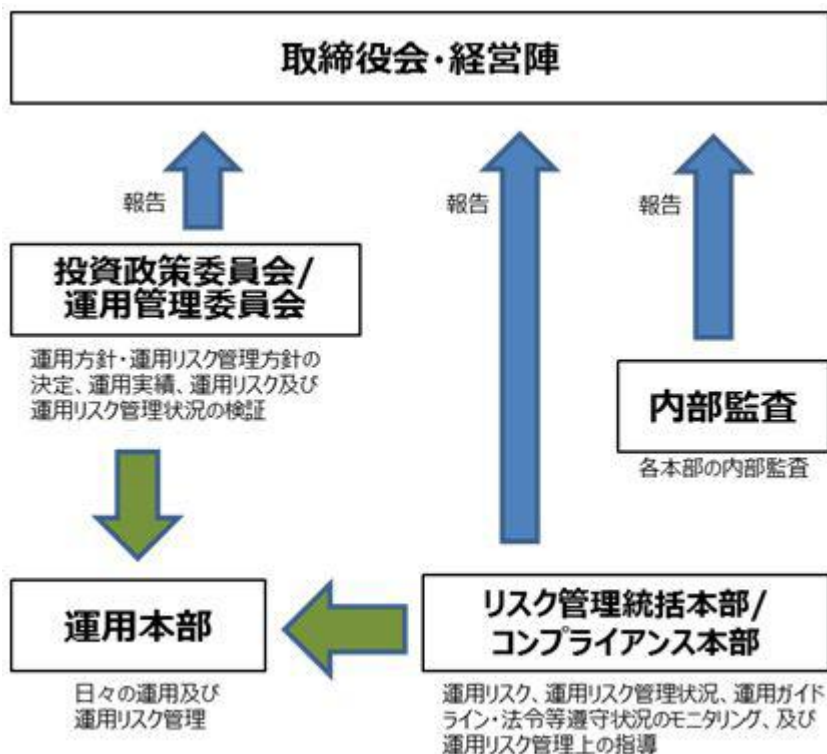 取締役会・経営陣
報告
報告
報告
投資政策委員会/
運用管理委員会
運用方針・運用リスク管理方針の
決定、運用実績、運用リスク及び
運用リスク管理状況の検証
内部監査
各本部の内部監査
運用本部
日々の運用及び
運用リスク管理
リスク管理統括本部/
コンプライアンス本部
運用リスク、運用リスク管理状況、運用ガイド
ライン・法令等遵守状況のモニタリング、及び
運用リスク管理上の指導